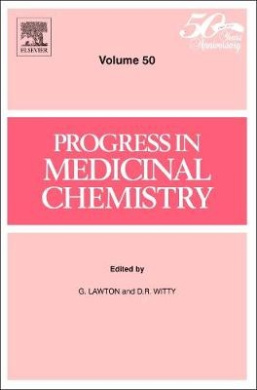 ELSEVIER
50 Years
Anniversary
Volume 50
PROGRESS IN
MEDICINAL
CHEMISTRY
Edited by
G. LAWTON and D.R. WITTY